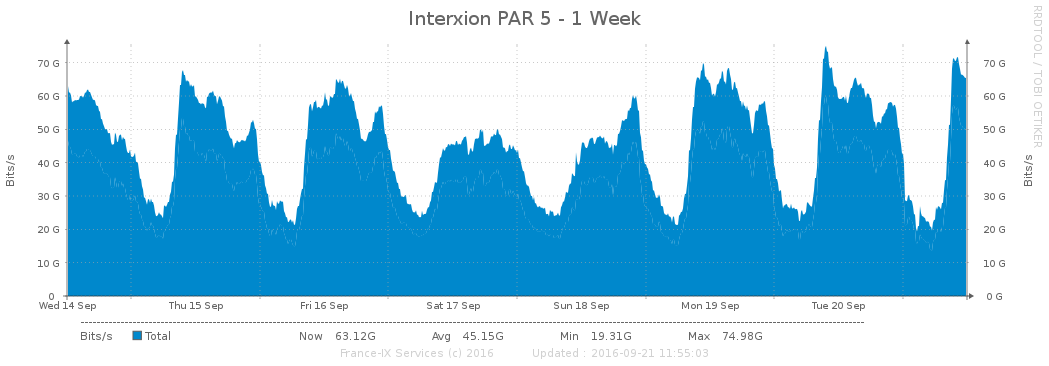 Interxion PAR 5 - 1 Week
RRDTOOL / TOBI OETIKER
Bits/s
70 G 70 G
60 G 60 G
50 G 50 G
40 G 40 G
30 G 30 G
20 G 20 G
10 G 10 G
0 0 G
Bits/s
Wed 14 Sep Thu 15 Sep Fri 16 Sep Sat 17 Sep Sun 18 Sep Mon 19 Sep Tue 20 Sep
Bits/s Total Now 63.12G Avg 45.15G Min 19.31G Max 74.98G
France-IX Services (c) 2016 Updated : 2016-09-21 11:55:03